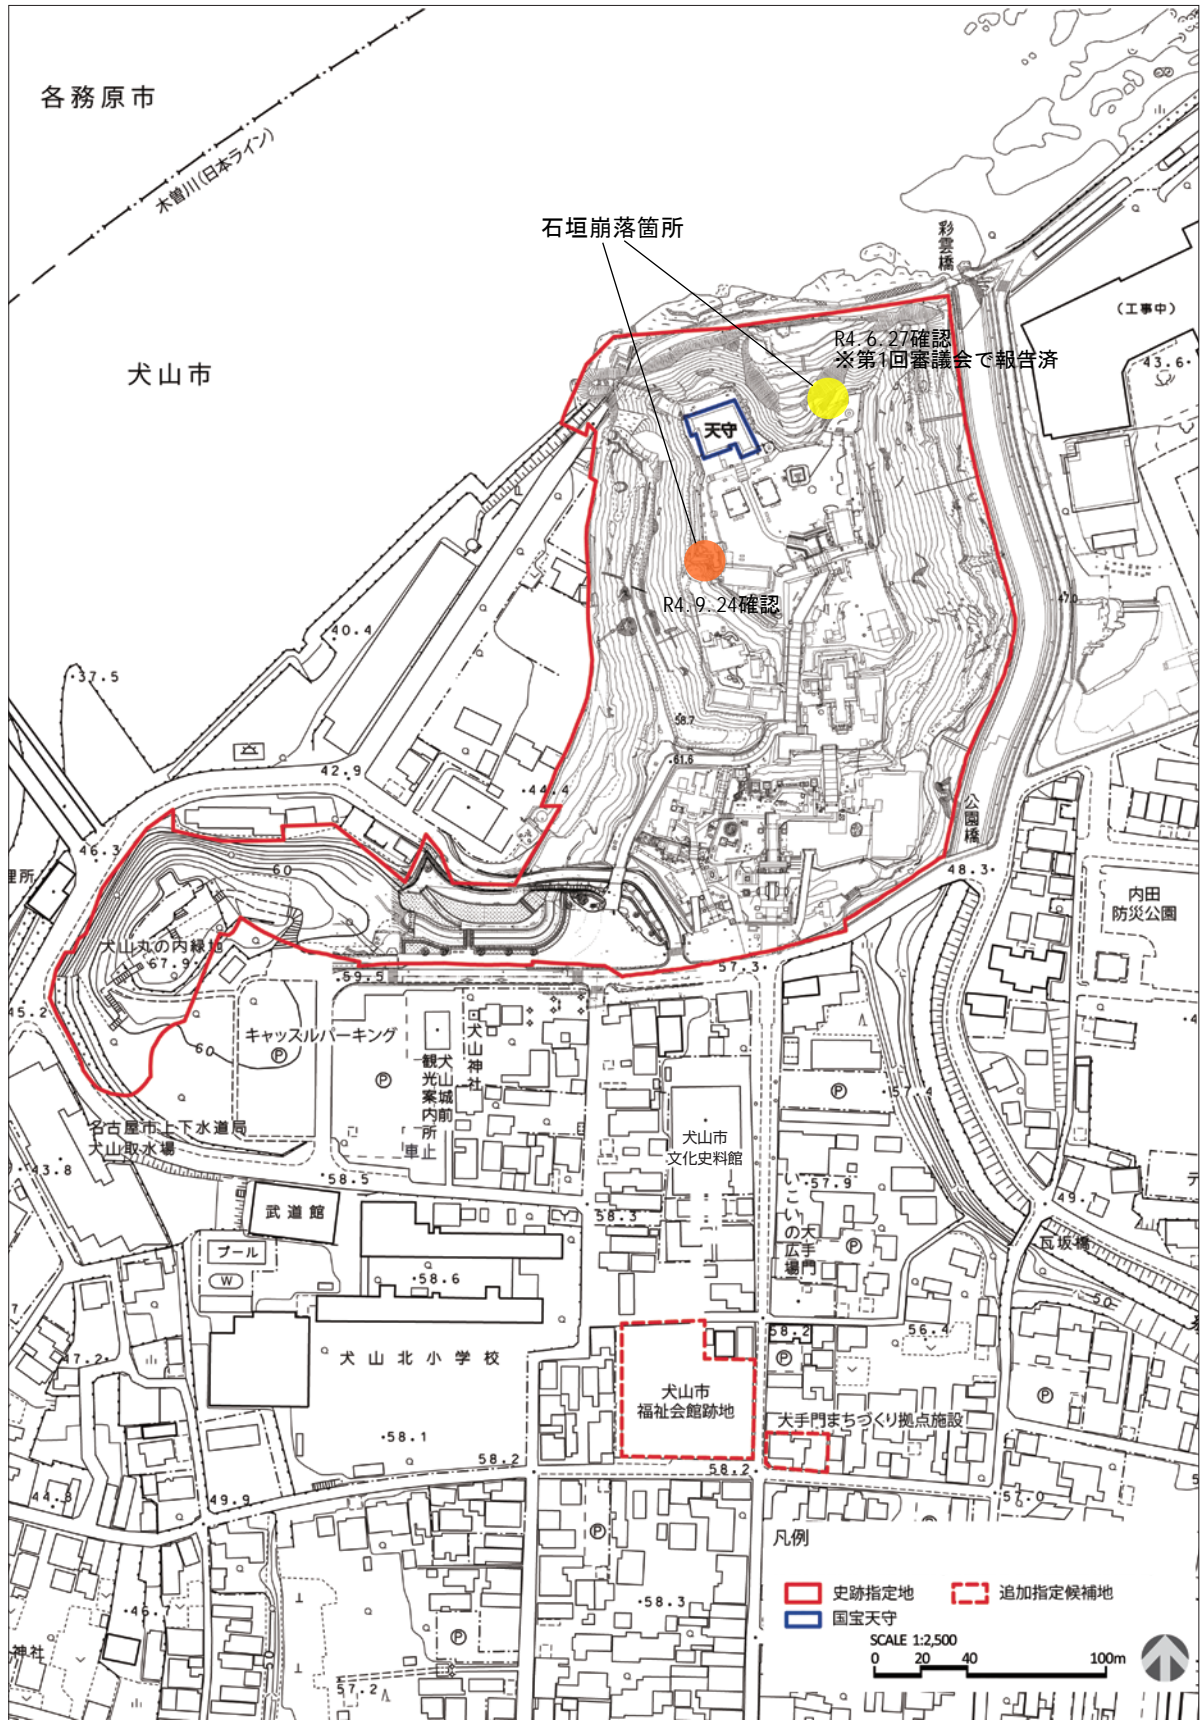 各務原市
木曽川(日本ライン)
石垣崩落箇所
彩雲橋
(工事中)
R4.6.27確認
※第1回審議会で報告済
43.6
犬山市
天守
R4.9.24確認
47.0
40.4
37.5
58.7
61.6
42.9
44.4
公園橋
46.3
60
48.3
内田
防災公園
犬山丸の内緑地
67.9
59.5
57.3
45.2
キャッスルパーキング
60
P
P
犬山神社
犬山城前
観光案内所
車止
P
57.4
名古屋市上下水道局
犬山取水場
43.8
犬山市
文化史料館
58.5
57.9
武道館
58.3
大手門
いこいの広場
P
49.1
瓦坂橋
プール
W
58.6
50
58.2
56.4
47.2
犬山北小学校
P
P
犬山市
福祉会館跡地
大手門まちづくり拠点施設
58.1
58.2
58.2
44.8
49.9
56.0
P
凡例
史跡指定地
追加指定候補地
国宝天守
46.7
58.3
P
神社
57.2
SCALE 1:2,500
0 20 40 100m